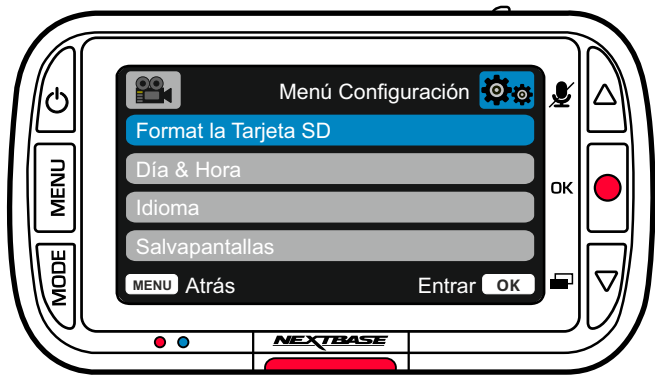 Menú Configuración
Format la Tarjeta SD
Día & Hora
Idioma
Salvapantallas
MENU Atrás Entrar OK
MENU
MODE
OK
NEXTBASE